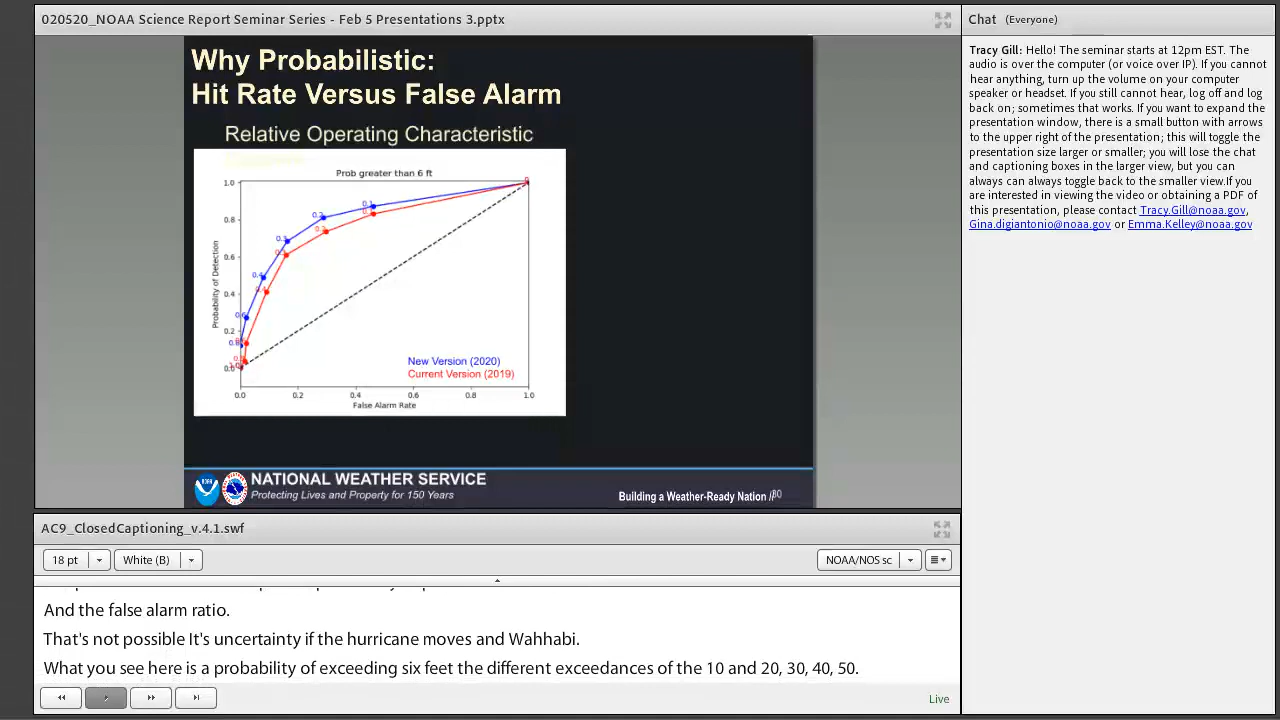 020520_NOAA Science Report Seminar Series - Feb 5 Presentations 3.pptx
Why Probabilistic:
Hit Rate Versus False Alarm
Relative Operating Characteristic
Prob greater than 6 ft
1.0
0.8
0.6
0.4
0.2
0.0
Probability of Detection
0.1
0.2
0.3
0.4
0.6
0.8
New Version (2020)
Current Version (2019)
0.0 0.2 0.4 0.6 0.8 1.0
False Alarm Rate
NATIONAL WEATHER SERVICE
Protecting Lives and Property for 150 Years
Building a Weather-Ready Nation //
Chat (Everyone)
Tracy Gill: Hello! The seminar starts at 12pm EST. The
audio is over the computer (or voice over IP). If you cannot
hear anything, turn up the volume on your computer
speaker or headset. If you still cannot hear, log off and log
back on; sometimes that works. If you want to expand the
presentation window, there is a small button with arrows
to the upper right of the presentation; this will toggle the
presentation size larger or smaller; you will lose the chat
and captioning boxes in the larger view, but you can
always can always toggle back to the smaller view.If you
are interested in viewing the video or obtaining a PDF of
this presentation, please contact Tracy.Gill@noaa.gov,
Gina.digiantonio@noaa.gov or Emma.Kelley@noaa.gov
AC9_ClosedCaptioning_v.4.1.swf
18 pt White (B) NOAA/NOS sc
And the false alarm ratio.
That's not possible It's uncertainty if the hurricane moves and Wahhabi.
What you see here is a probability of exceeding six feet the different exceedances of the 10 and 20, 30, 40, 50.
Live